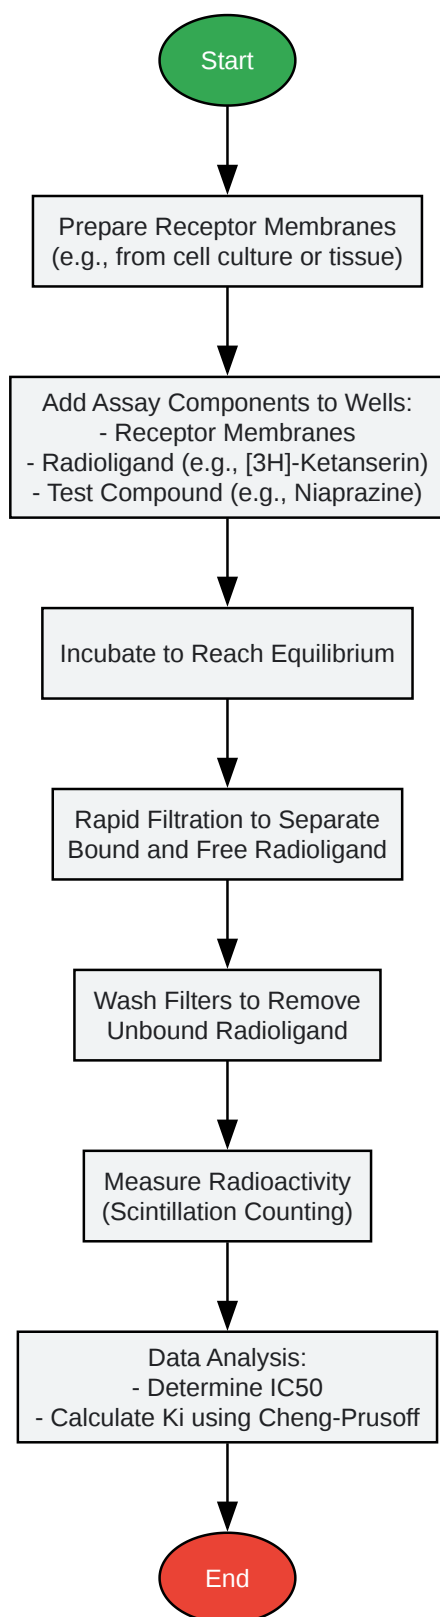 Start
Prepare Receptor Membranes
(e.g., from cell culture or tissue)
Add Assay Components to Wells:
- Receptor Membranes
- Radioligand (e.g., [3H]-Ketanserin)
- Test Compound (e.g., Niaprazine)
Incubate to Reach Equilibrium
Rapid Filtration to Separate
Bound and Free Radioligand
Wash Filters to Remove
Unbound Radioligand
Measure Radioactivity
(Scintillation Counting)
Data Analysis:
- Determine IC50
- Calculate Ki using Cheng-Prusoff
End